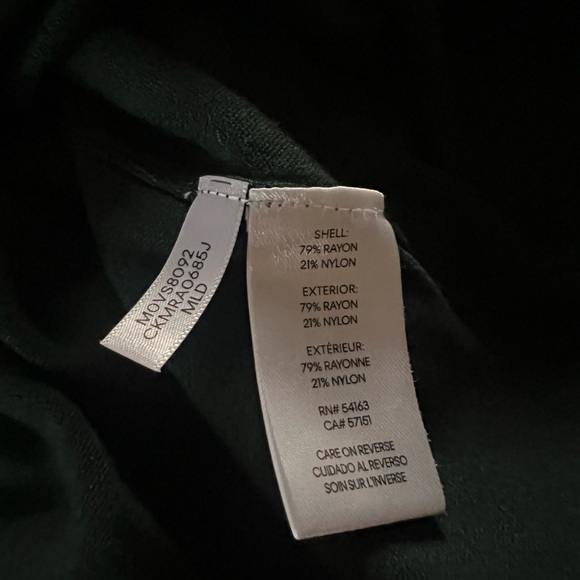 M0VS8092
CKMRA0685J
MLD
SHELL:
79% RAYON
21% NYLON
EXTERIOR:
79% RAYON
21% NYLON
EXTÉRIEUR:
79% RAYONNE
21% NYLON
RN# 54163
CA# 57151
CARE ON REVERSE
CUIDADO AL REVERSO
SOIN SUR L'INVERSE